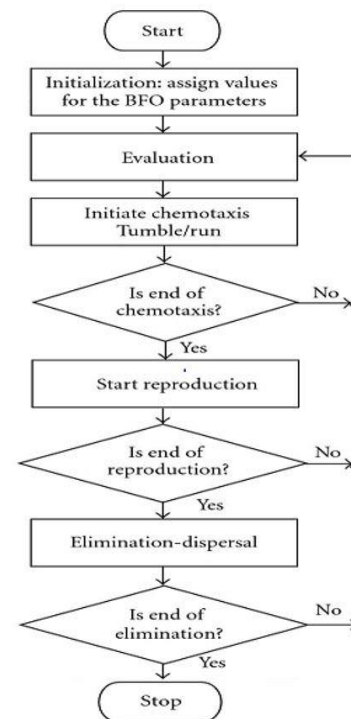 Start
Initialization: assign values
for the BFO parameters
Evaluation
Initiate chemotaxis
Tumble/run
Is end of
chemotaxis?
No
Yes
Start reproduction
Is end of
reproduction?
No
Yes
Elimination-dispersal
Is end of
elimination?
No
Yes
Stop